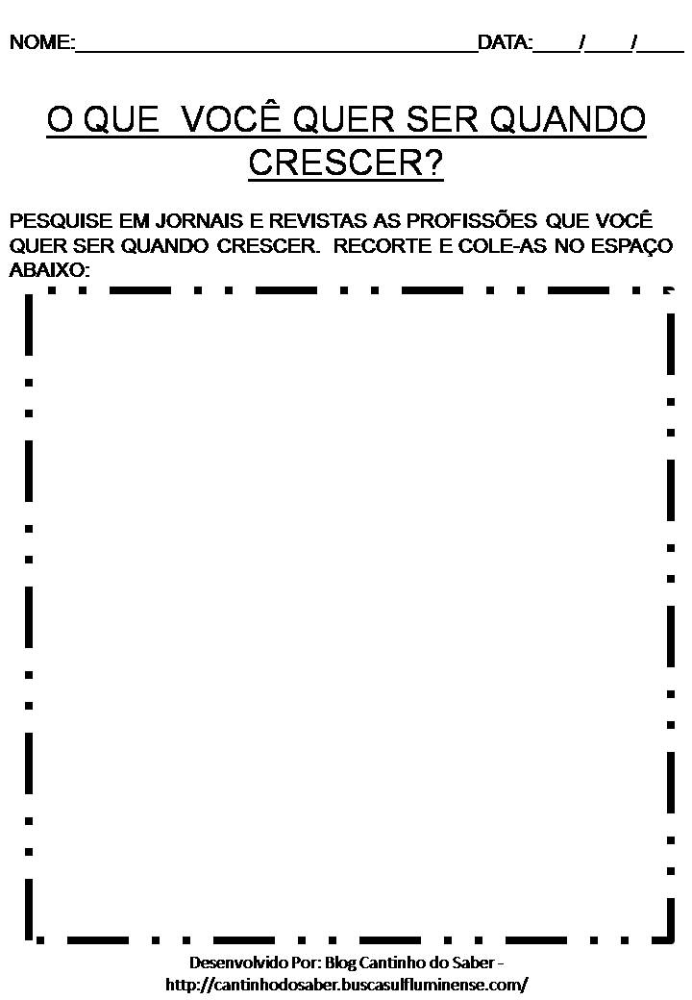 NOME:___________________________________DATA:____/____/____
O QUE VOCÊ QUER SER QUANDO
CRESCER?
PESQUISE EM JORNAIS E REVISTAS AS PROFISSÕES QUE VOCÊ
QUER SER QUANDO CRESCER. RECORTE E COLE-AS NO ESPAÇO
ABAIXO:
Desenvolvido Por: Blog Cantinho do Saber -
http://cantinhodosaber.buscasulfluminense.com/